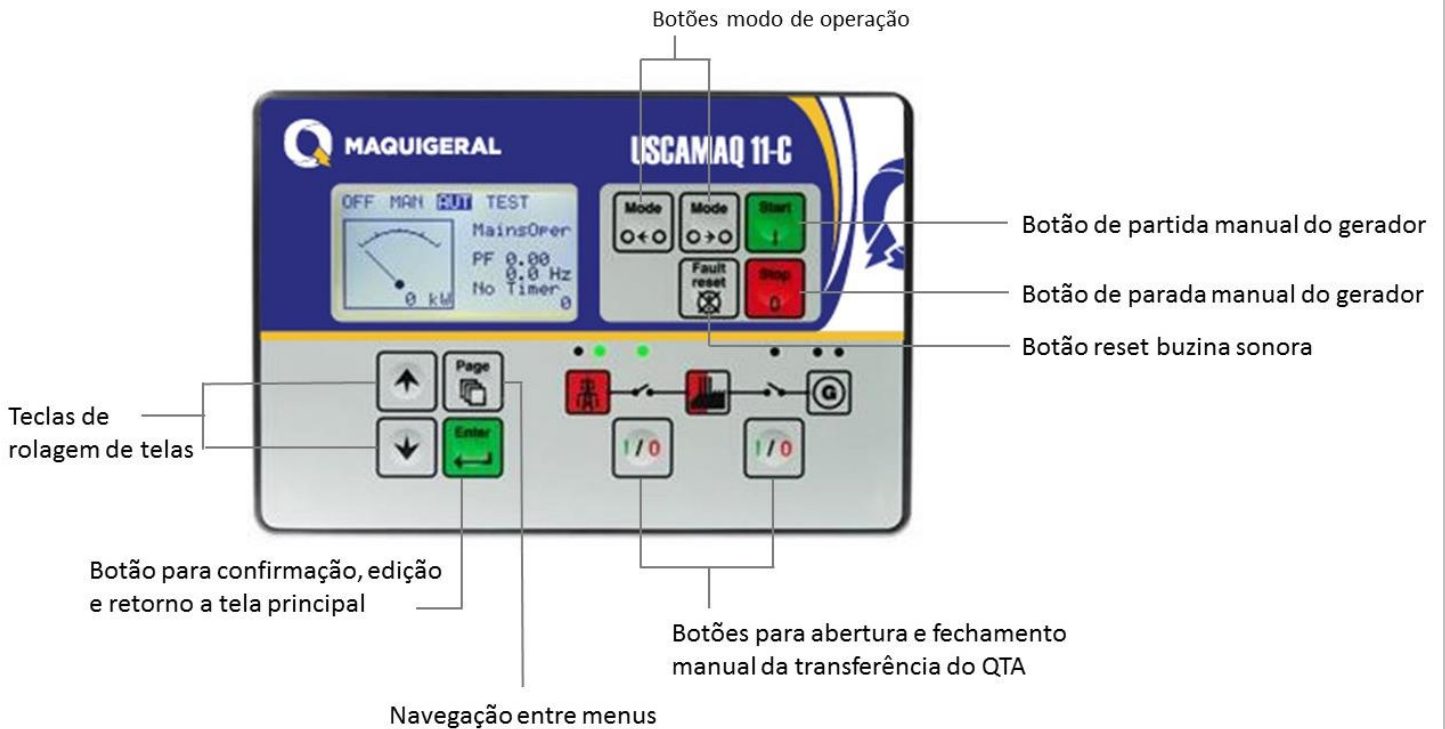 Botões modo de operação
MAQUIGERAL
USCAMAQ 11-C
OFF MAN AUT TEST
MainsOper
PF 0.00
0.0 Hz
No Timer
0
0 kW
Mode
Mode
Start
I
Fault
reset
Stop
0
Botão de partida manual do gerador
Botão de parada manual do gerador
Botão reset buzina sonora
Page
Enter
G
I/0
I/0
Teclas de
rolagem de telas
Botão para confirmação, edição
e retorno a tela principal
Botões para abertura e fechamento
manual da transferência do QTA
Navegação entre menus